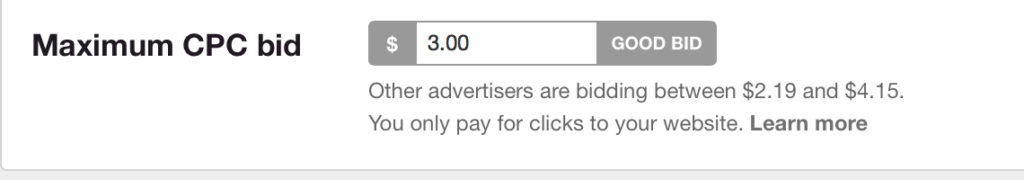 Maximum CPC bid
$ 3.00 GOOD BID
Other advertisers are bidding between $2.19 and $4.15.
You only pay for clicks to your website. Learn more